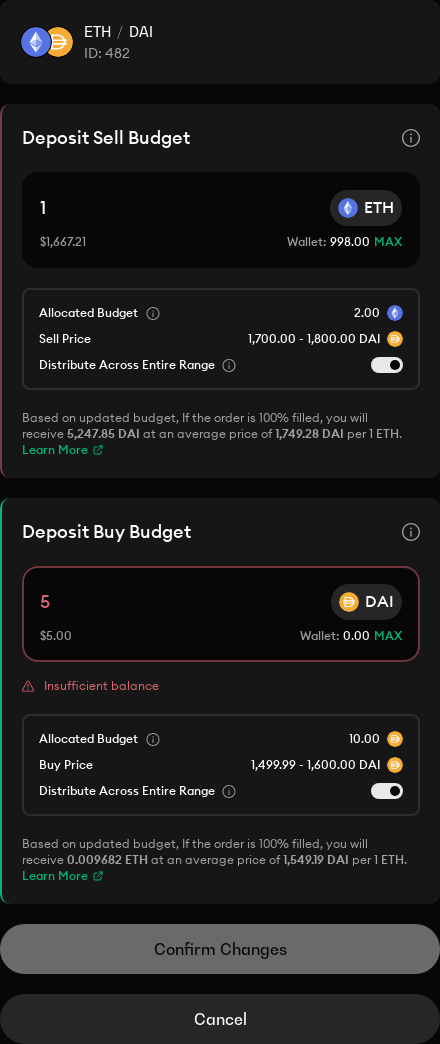 ETH / DAI
ID: 482
Deposit Sell Budget
1
ETH
$1,667.21
Wallet: 998.00 MAX
Allocated Budget
2.00
Sell Price
1,700.00 - 1,800.00 DAI
Distribute Across Entire Range
Based on updated budget, If the order is 100% filled, you will
receive 5,247.85 DAI at an average price of 1,749.28 DAI per 1 ETH.
Learn More
Deposit Buy Budget
5
DAI
$5.00
Wallet: 0.00 MAX
Insufficient balance
Allocated Budget
10.00
Buy Price
1,499.99 - 1,600.00 DAI
Distribute Across Entire Range
Based on updated budget, If the order is 100% filled, you will
receive 0.009682 ETH at an average price of 1,549.19 DAI per 1 ETH.
Learn More
Confirm Changes
Cancel